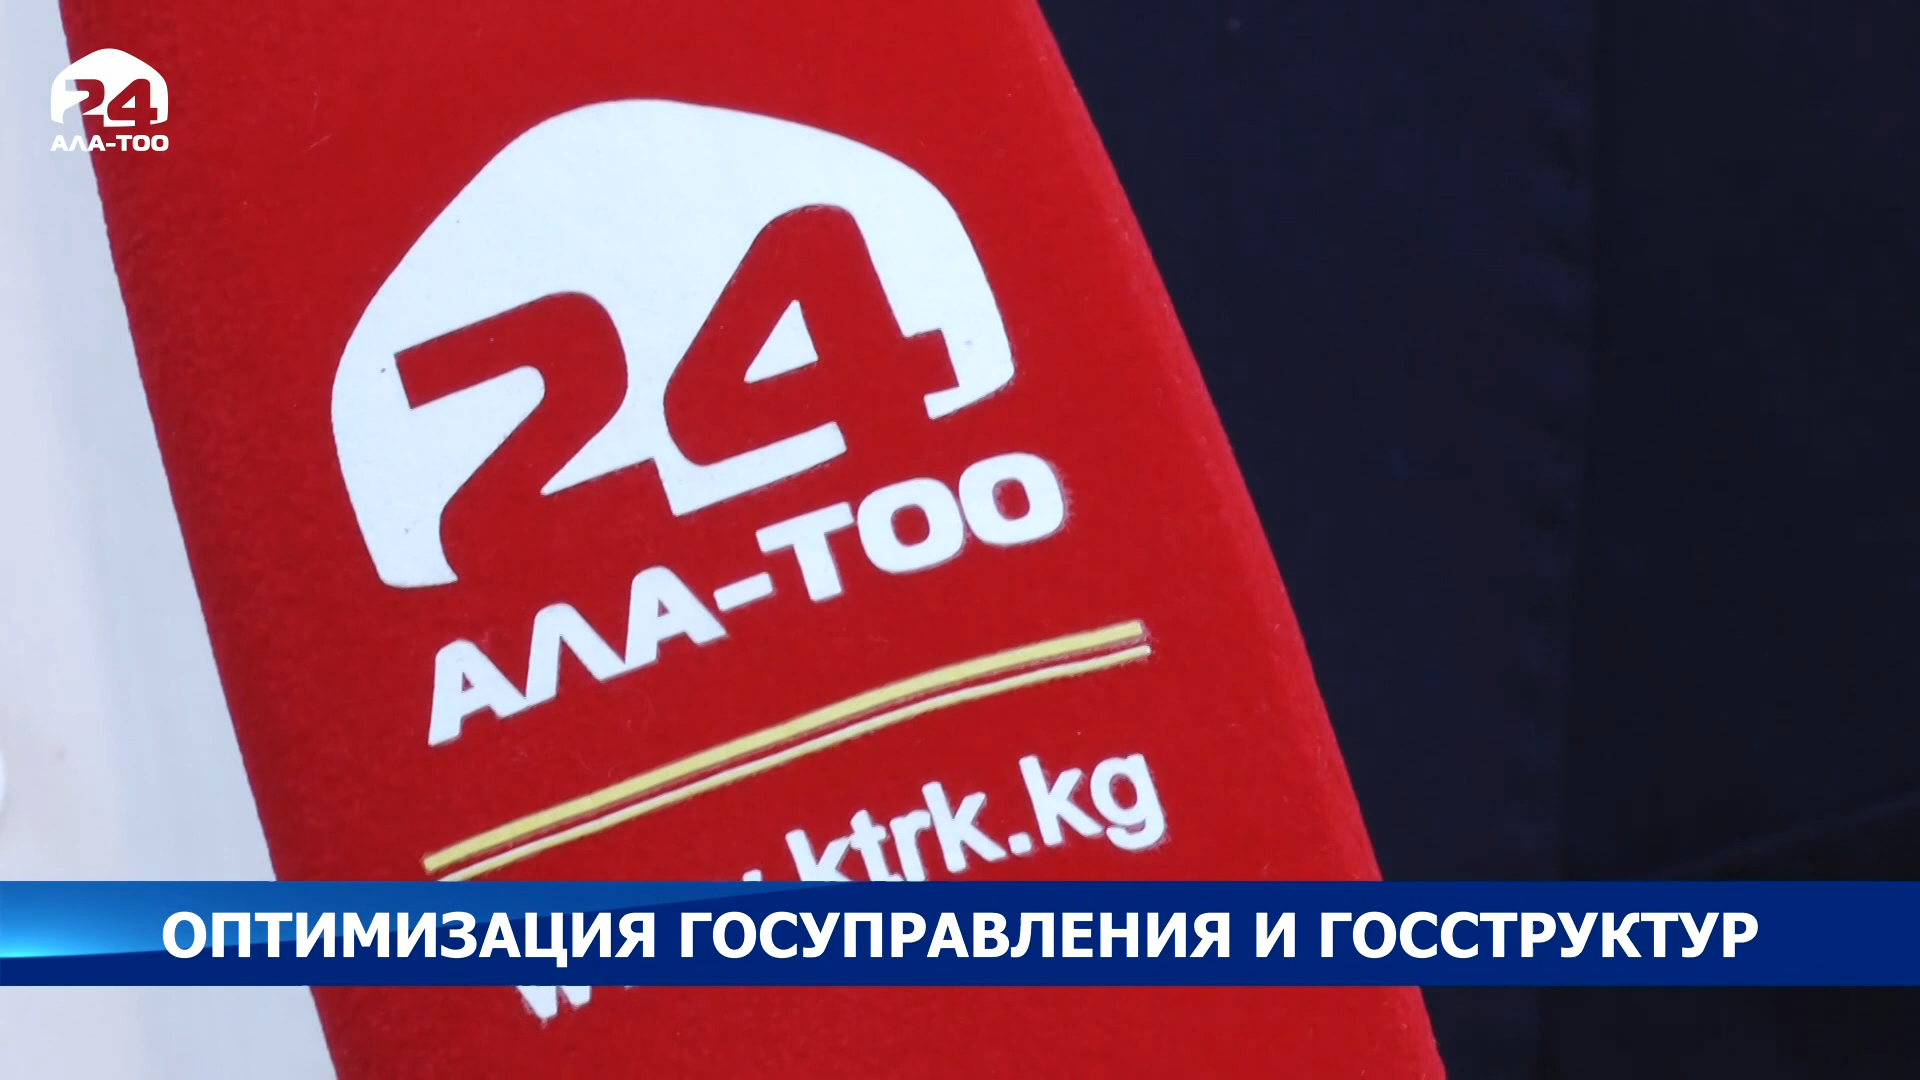 24
АЛА-ТОО
24
АЛА-ТОО
.ktrk.kg
ОПТИМИЗАЦИЯ ГОСУПРАВЛЕНИЯ И ГОССТРУКТУР